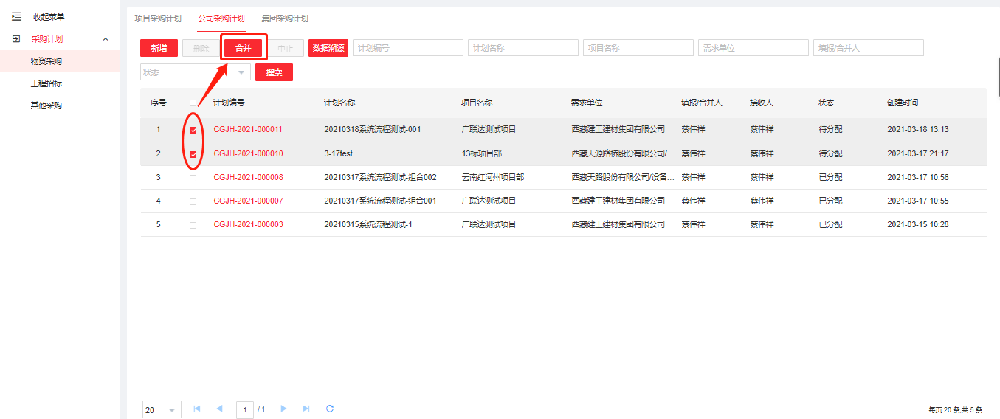 收起菜单
采购计划
物资采购
工程招标
其他采购
项目采购计划 公司采购计划 集团采购计划
新增 删除 合并 中止 数据溯源 计划编号 计划名称 项目名称 需求单位 填报/合并人
状态 搜索
序号 计划编号 计划名称 项目名称 需求单位 填报/合并人 接收人 状态 创建时间
1 CGJH-2021-000011 20210318系统流程测试-001 广联达测试项目 西藏建工建材集团有限公司 蔡伟祥 蔡伟祥 待分配 2021-03-18 13:13
2 CGJH-2021-000010 3-17test 13标项目部 西藏天源路桥股份有限公司/... 蔡伟祥 蔡伟祥 待分配 2021-03-17 21:17
3 CGJH-2021-000008 20210317系统流程测试-组合002 云南红河州项目部 西藏天路股份有限公司/设备... 蔡伟祥 蔡伟祥 已分配 2021-03-17 10:56
4 CGJH-2021-000007 20210317系统流程测试-组合001 广联达测试项目 西藏建工建材集团有限公司 蔡伟祥 蔡伟祥 已分配 2021-03-17 10:55
5 CGJH-2021-000003 20210315系统流程测试-1 广联达测试项目 西藏建工建材集团有限公司 蔡伟祥 蔡伟祥 已分配 2021-03-15 10:28
20 1 / 1 每页 20 条,共 5 条